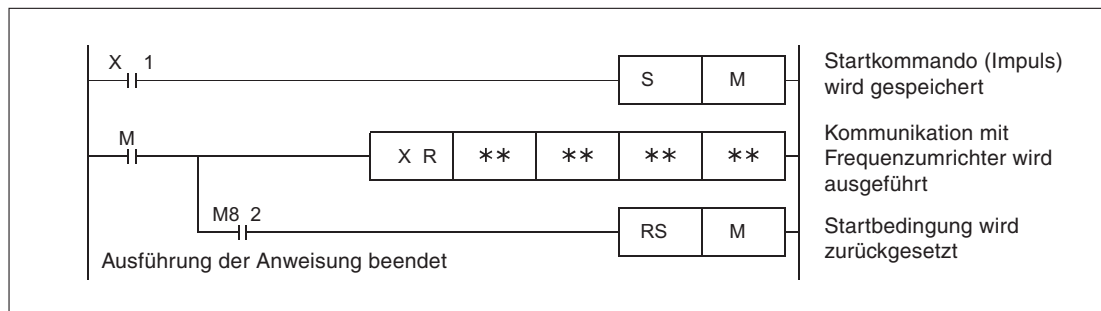 X 1
S M
Startkommando (Impuls)
wird gespeichert
M
X R ** ** ** **
Kommunikation mit
Frequenzumrichter wird
ausgeführt
M8 2
RS M
Startbedingung wird
zurückgesetzt
Ausführung der Anweisung beendet